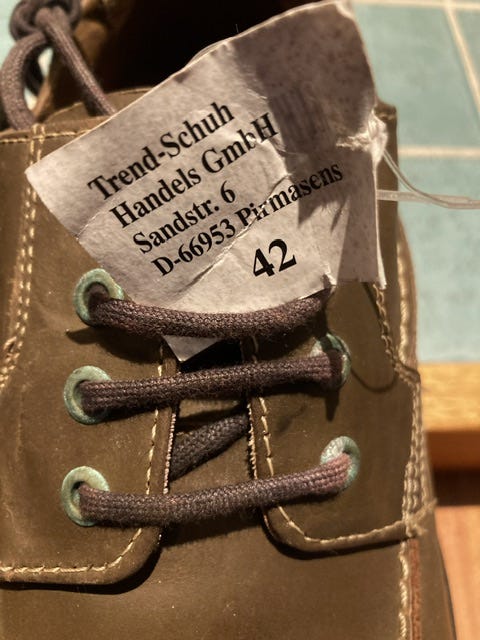 Trend-Schuh
Handels GmbH
Sandstr. 6
D-66953 Pirmasens
42